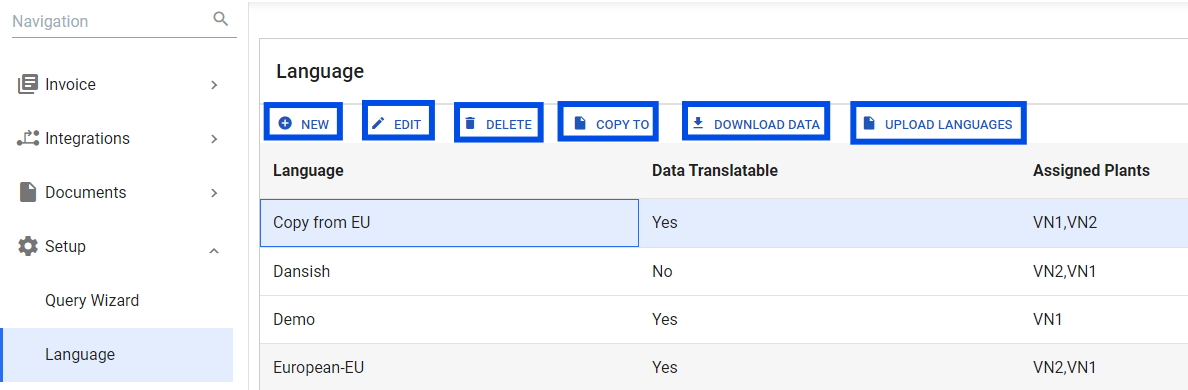 Navigation
Invoice
Integrations
Documents
Setup
Query Wizard
Language
Language
NEW EDIT DELETE COPY TO DOWNLOAD DATA UPLOAD LANGUAGES
Language Data Translatable Assigned Plants
Copy from EU Yes VN1,VN2
Dansish No VN2,VN1
Demo Yes VN1
European-EU Yes VN2,VN1